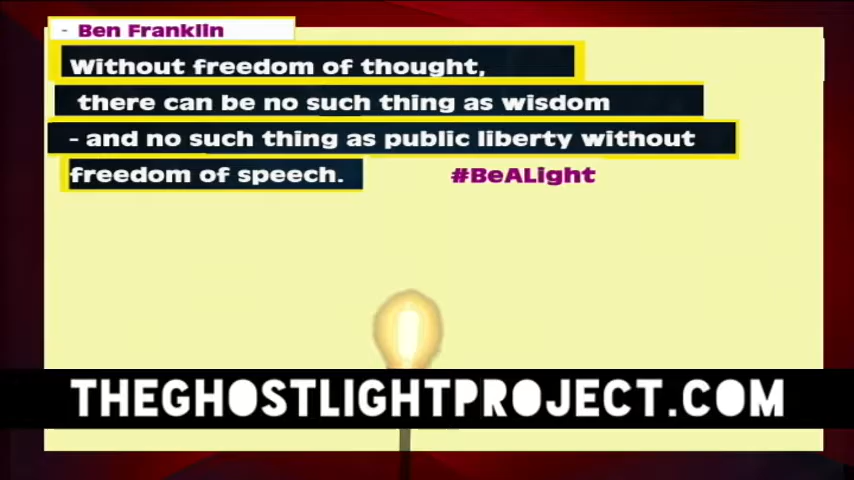 - Ben Franklin
Without freedom of thought,
there can be no such thing as wisdom
- and no such thing as public liberty without
freedom of speech. #BeALight
THEGHOSTLIGHTPROJECT.COM